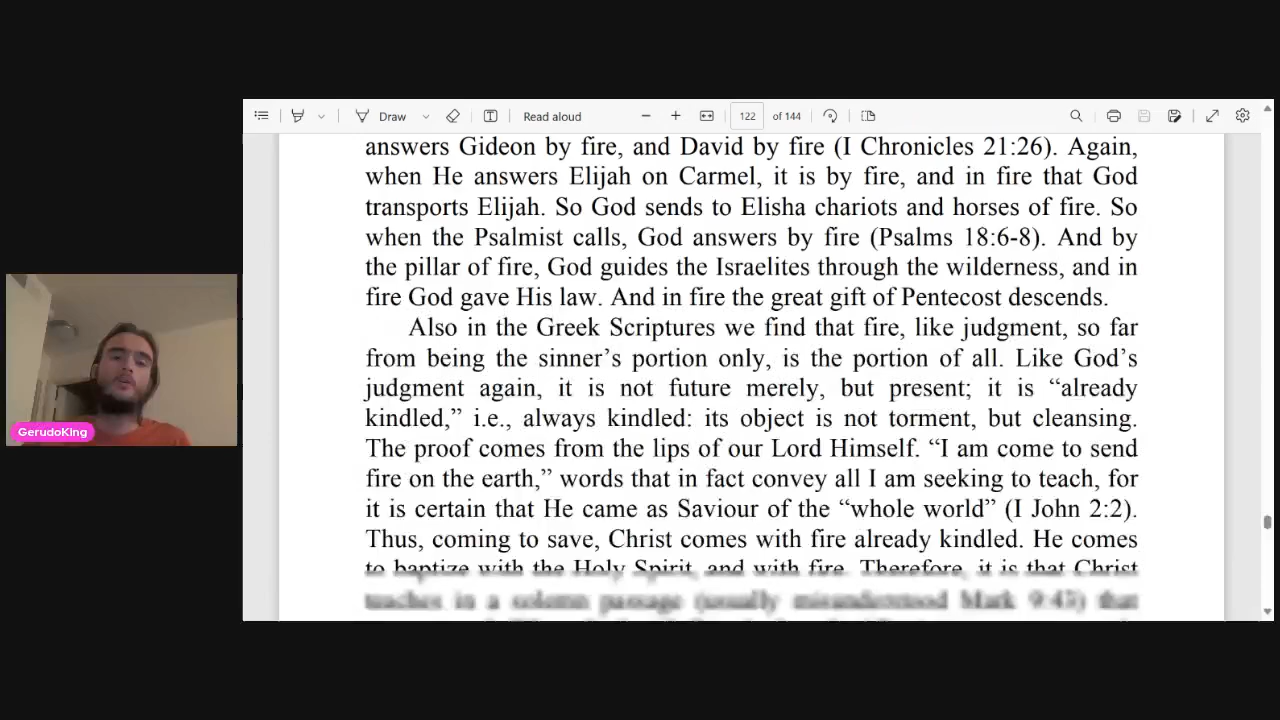 Draw
Read aloud
122
of 144
answers Gideon by fire, and David by fire (I Chronicles 21:26). Again,
when He answers Elijah on Carmel, it is by fire, and in fire that God
transports Elijah. So God sends to Elisha chariots and horses of fire. So
when the Psalmist calls, God answers by fire (Psalms 18:6-8). And by
the pillar of fire, God guides the Israelites through the wilderness, and in
fire God gave His law. And in fire the great gift of Pentecost descends.
Also in the Greek Scriptures we find that fire, like judgment, so far
from being the sinner's portion only, is the portion of all. Like God's
judgment again, it is not future merely, but present; it is “already
kindled,” i.e., always kindled: its object is not torment, but cleansing.
The proof comes from the lips of our Lord Himself. “I am come to send
fire on the earth,” words that in fact convey all I am seeking to teach, for
it is certain that He came as Saviour of the “whole world” (I John 2:2).
Thus, coming to save, Christ comes with fire already kindled. He comes
to baptize with the Holy Spirit, and with fire. Therefore, it is that Christ
teaches in a solemn passage (usually misunderstood Mark 9:43) that
GerudoKing